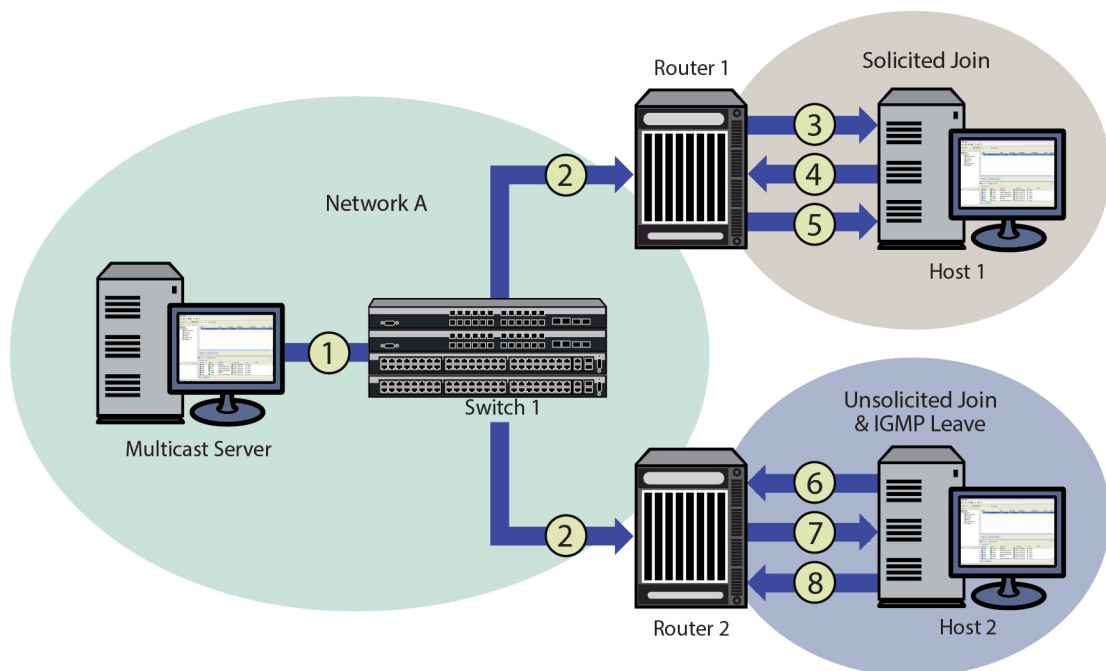 Router 1
Solicited Join
3
2
4
Network A
5
Host 1
1
Switch 1
Multicast Server
Unsolicited Join
& IGMP Leave
6
2
7
8
Router 2
Host 2